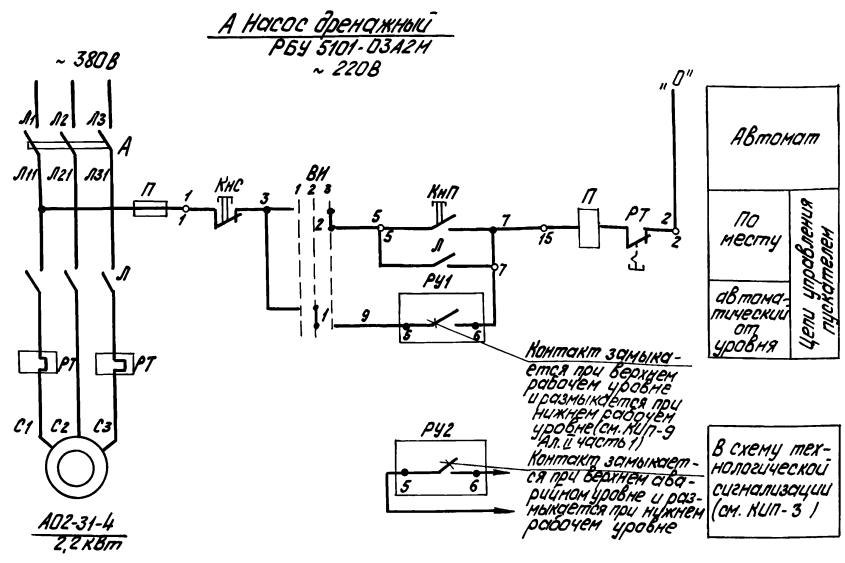 А Насос дренажный
РБУ 5101-03А2М
~ 220В
~ 380В
"О"
Л1 Л2 Л3
А
Л11 Л21 Л31
П
1
1
КнС
3
ВИ
1 2 3
2
5
5
КнП
Л
7
7
15
П
РТ
2
2
Л
1
9
РУ1
5
6
РТ
РТ
С1 С2 С3
АО2-31-4
2,2 кВт
Автомат
По
месту
автома-
тический
от
уровня
Цепи управления
пускателем
Контакт замыка-
ется при верхнем
рабочем уровне
и размыкается при
нижнем рабочем
уровне (см. КИП-9
Ал. II часть 1)
РУ2
5
6
Контакт замыкает-
ся при верхнем ава-
рийном уровне и раз-
мыкается при нужнем
рабочем уровне
В схему тех-
нологической
сигнализации
(см. КИП-3 )